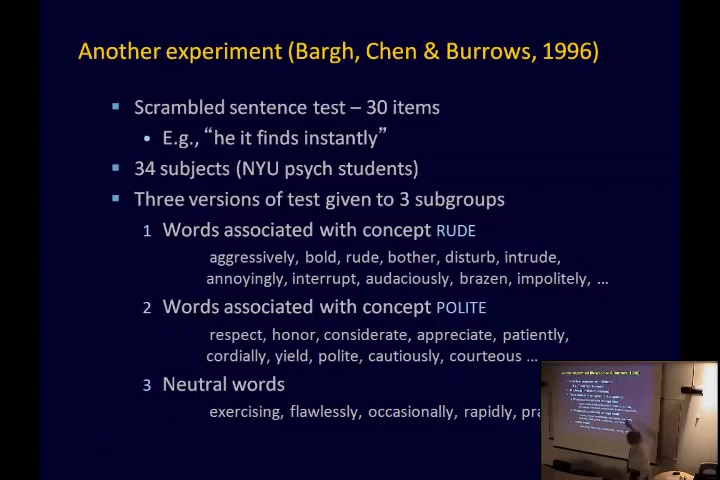 Another experiment (Bargh, Chen & Burrows, 1996)
Scrambled sentence test – 30 items
E.g., “he it finds instantly”
34 subjects (NYU psych students)
Three versions of test given to 3 subgroups
1 Words associated with concept RUDE
aggressively, bold, rude, bother, disturb, intrude,
annoyingly, interrupt, audaciously, brazen, impolitely, ...
2 Words associated with concept POLITE
respect, honor, considerate, appreciate, patiently,
cordially, yield, polite, cautiously, courteous ...
3 Neutral words
exercising, flawlessly, occasionally, rapidly,